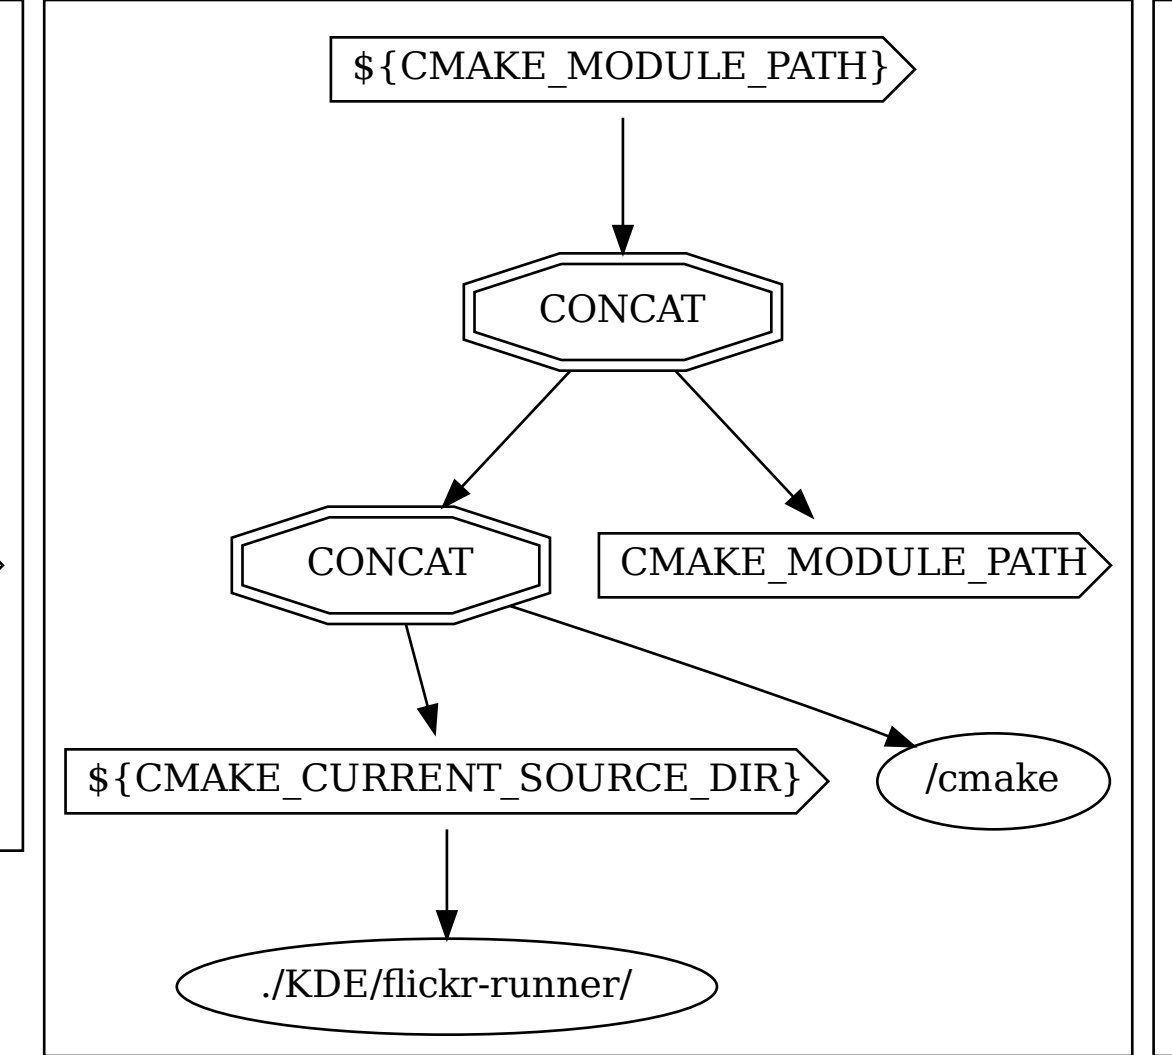 ${CMAKE_MODULE_PATH}
CONCAT
CONCAT
CMAKE_MODULE_PATH
${CMAKE_CURRENT_SOURCE_DIR}
/cmake
./KDE/flickr-runner/